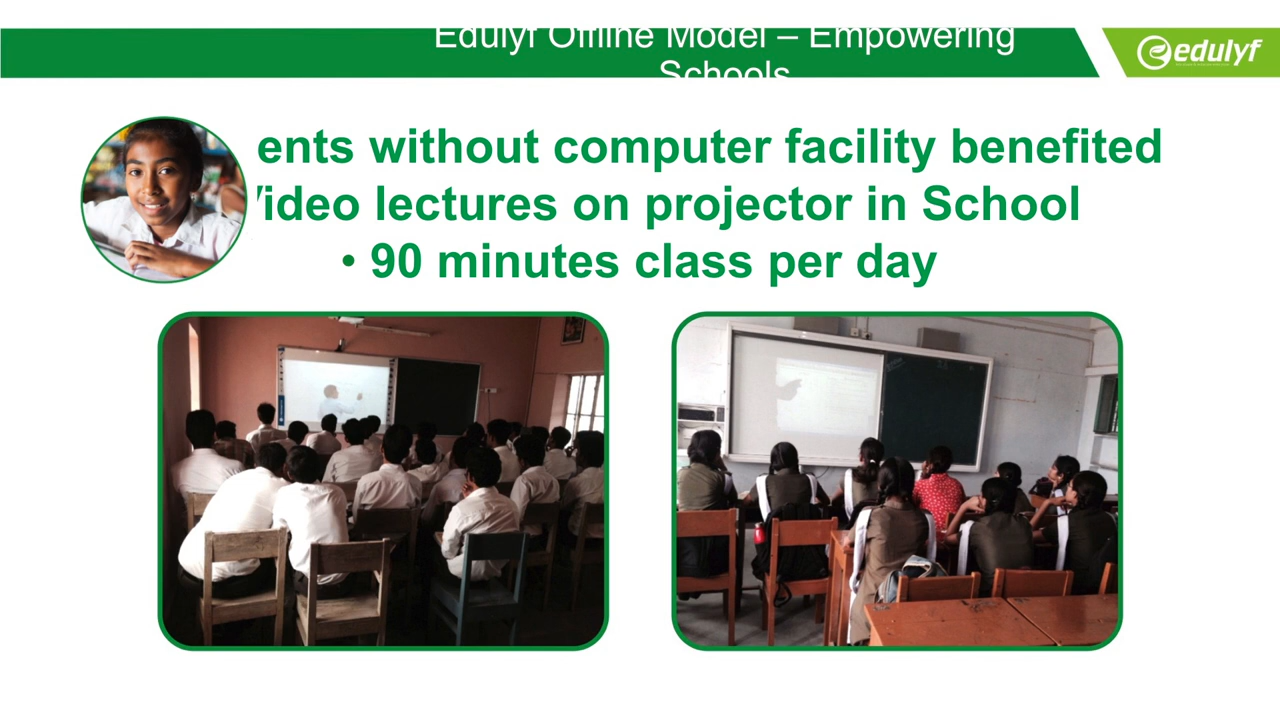 Edulyf Offline Model – Empowering
Schools
edulyf
ents without computer facility benefited
ideo lectures on projector in School
• 90 minutes class per day